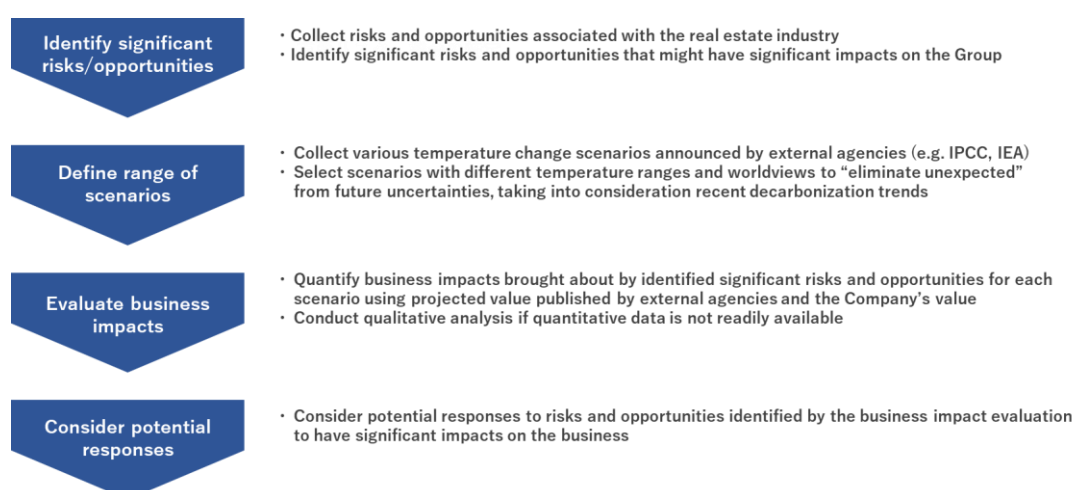 Identify significant
risks/opportunities
・Collect risks and opportunities associated with the real estate industry
・Identify significant risks and opportunities that might have significant impacts on the Group
Define range of
scenarios
・Collect various temperature change scenarios announced by external agencies (e.g. IPCC, IEA)
・Select scenarios with different temperature ranges and worldviews to “eliminate unexpected”
from future uncertainties, taking into consideration recent decarbonization trends
Evaluate business
impacts
・Quantify business impacts brought about by identified significant risks and opportunities for each
scenario using projected value published by external agencies and the Company’s value
・Conduct qualitative analysis if quantitative data is not readily available
Consider potential
responses
・Consider potential responses to risks and opportunities identified by the business impact evaluation
to have significant impacts on the business